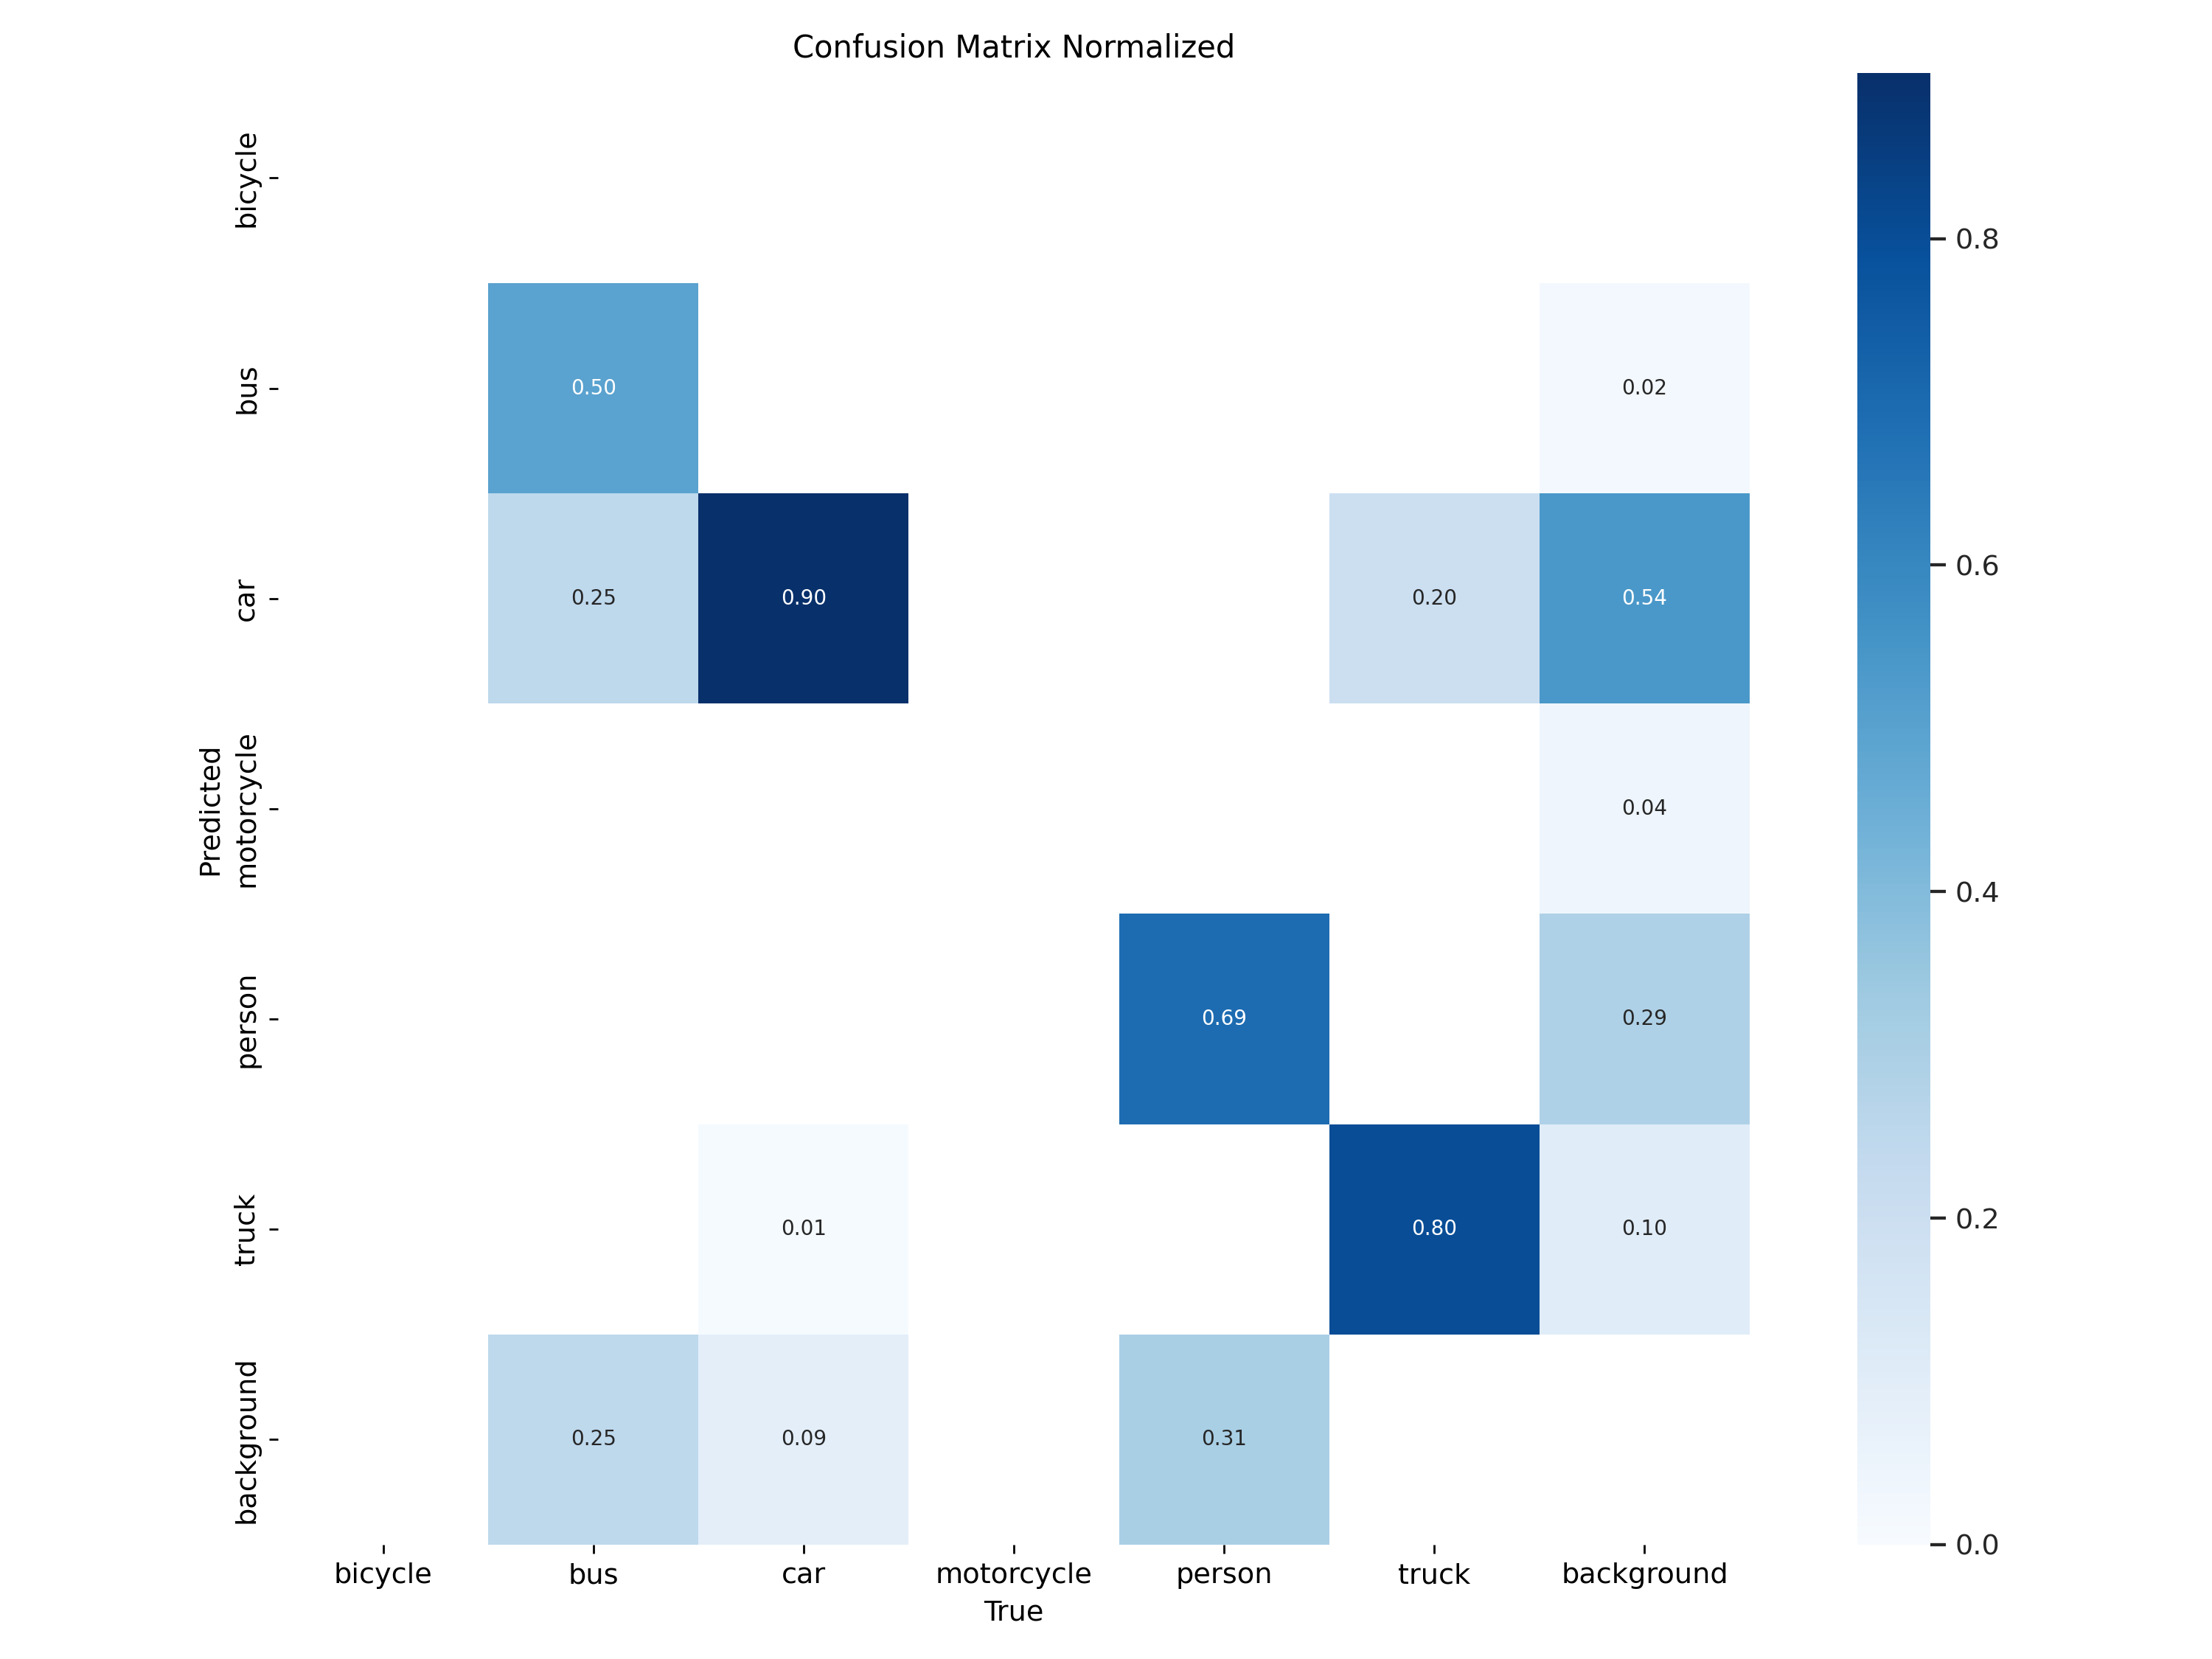 Confusion Matrix Normalized
bicycle
bus
car
motorcycle
person
truck
background
Predicted
0.50
0.02
0.25
0.90
0.20
0.54
0.04
0.69
0.29
0.01
0.80
0.10
0.25
0.09
0.31
bicycle
bus
car
motorcycle
person
truck
background
True
0.8
0.6
0.4
0.2
0.0